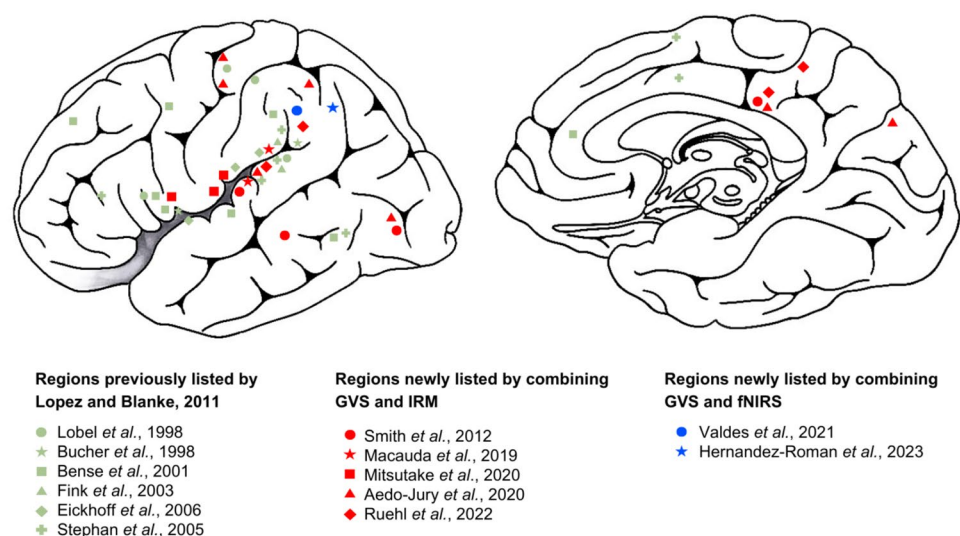 Regions previously listed by
Lopez and Blanke, 2011
Lobel et al., 1998
Bucher et al., 1998
Bense et al., 2001
Fink et al., 2003
Eickhoff et al., 2006
Stephan et al., 2005
Regions newly listed by combining
GVS and IRM
Smith et al., 2012
Macauda et al., 2019
Mitsutake et al., 2020
Aedo-Jury et al., 2020
Ruehl et al., 2022
Regions newly listed by combining
GVS and fNIRS
Valdes et al., 2021
Hernandez-Roman et al., 2023